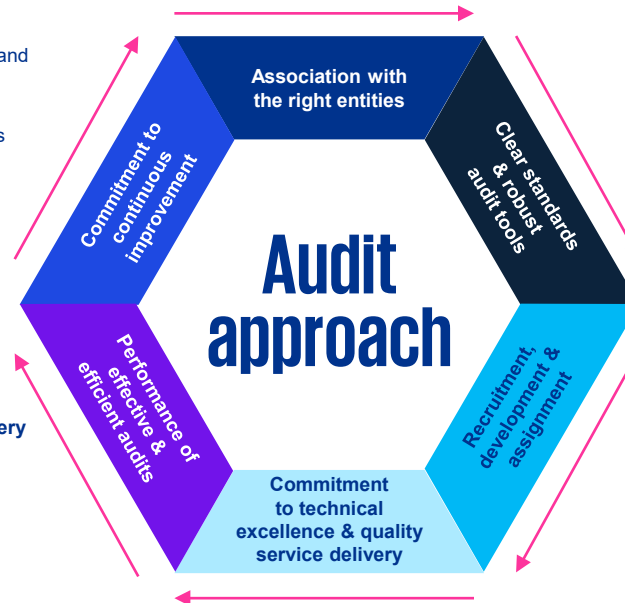 and
s
ery
Association with
the right entities
Clear standards
& robust
audit tools
Recruitment,
development &
assignment
Commitment
to technical
excellence & quality
service delivery
Performance of
effective &
efficient audits
Commitment to
continuous
improvement
Audit
approach